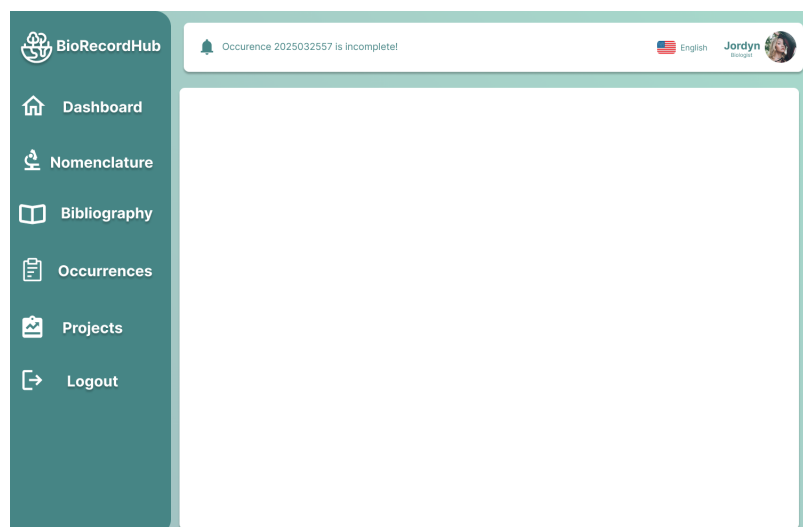 BioRecordHub
Occurence 2025032557 is incomplete!
English
Jordyn
Biologist
Dashboard
Nomenclature
Bibliography
Occurrences
Projects
Logout